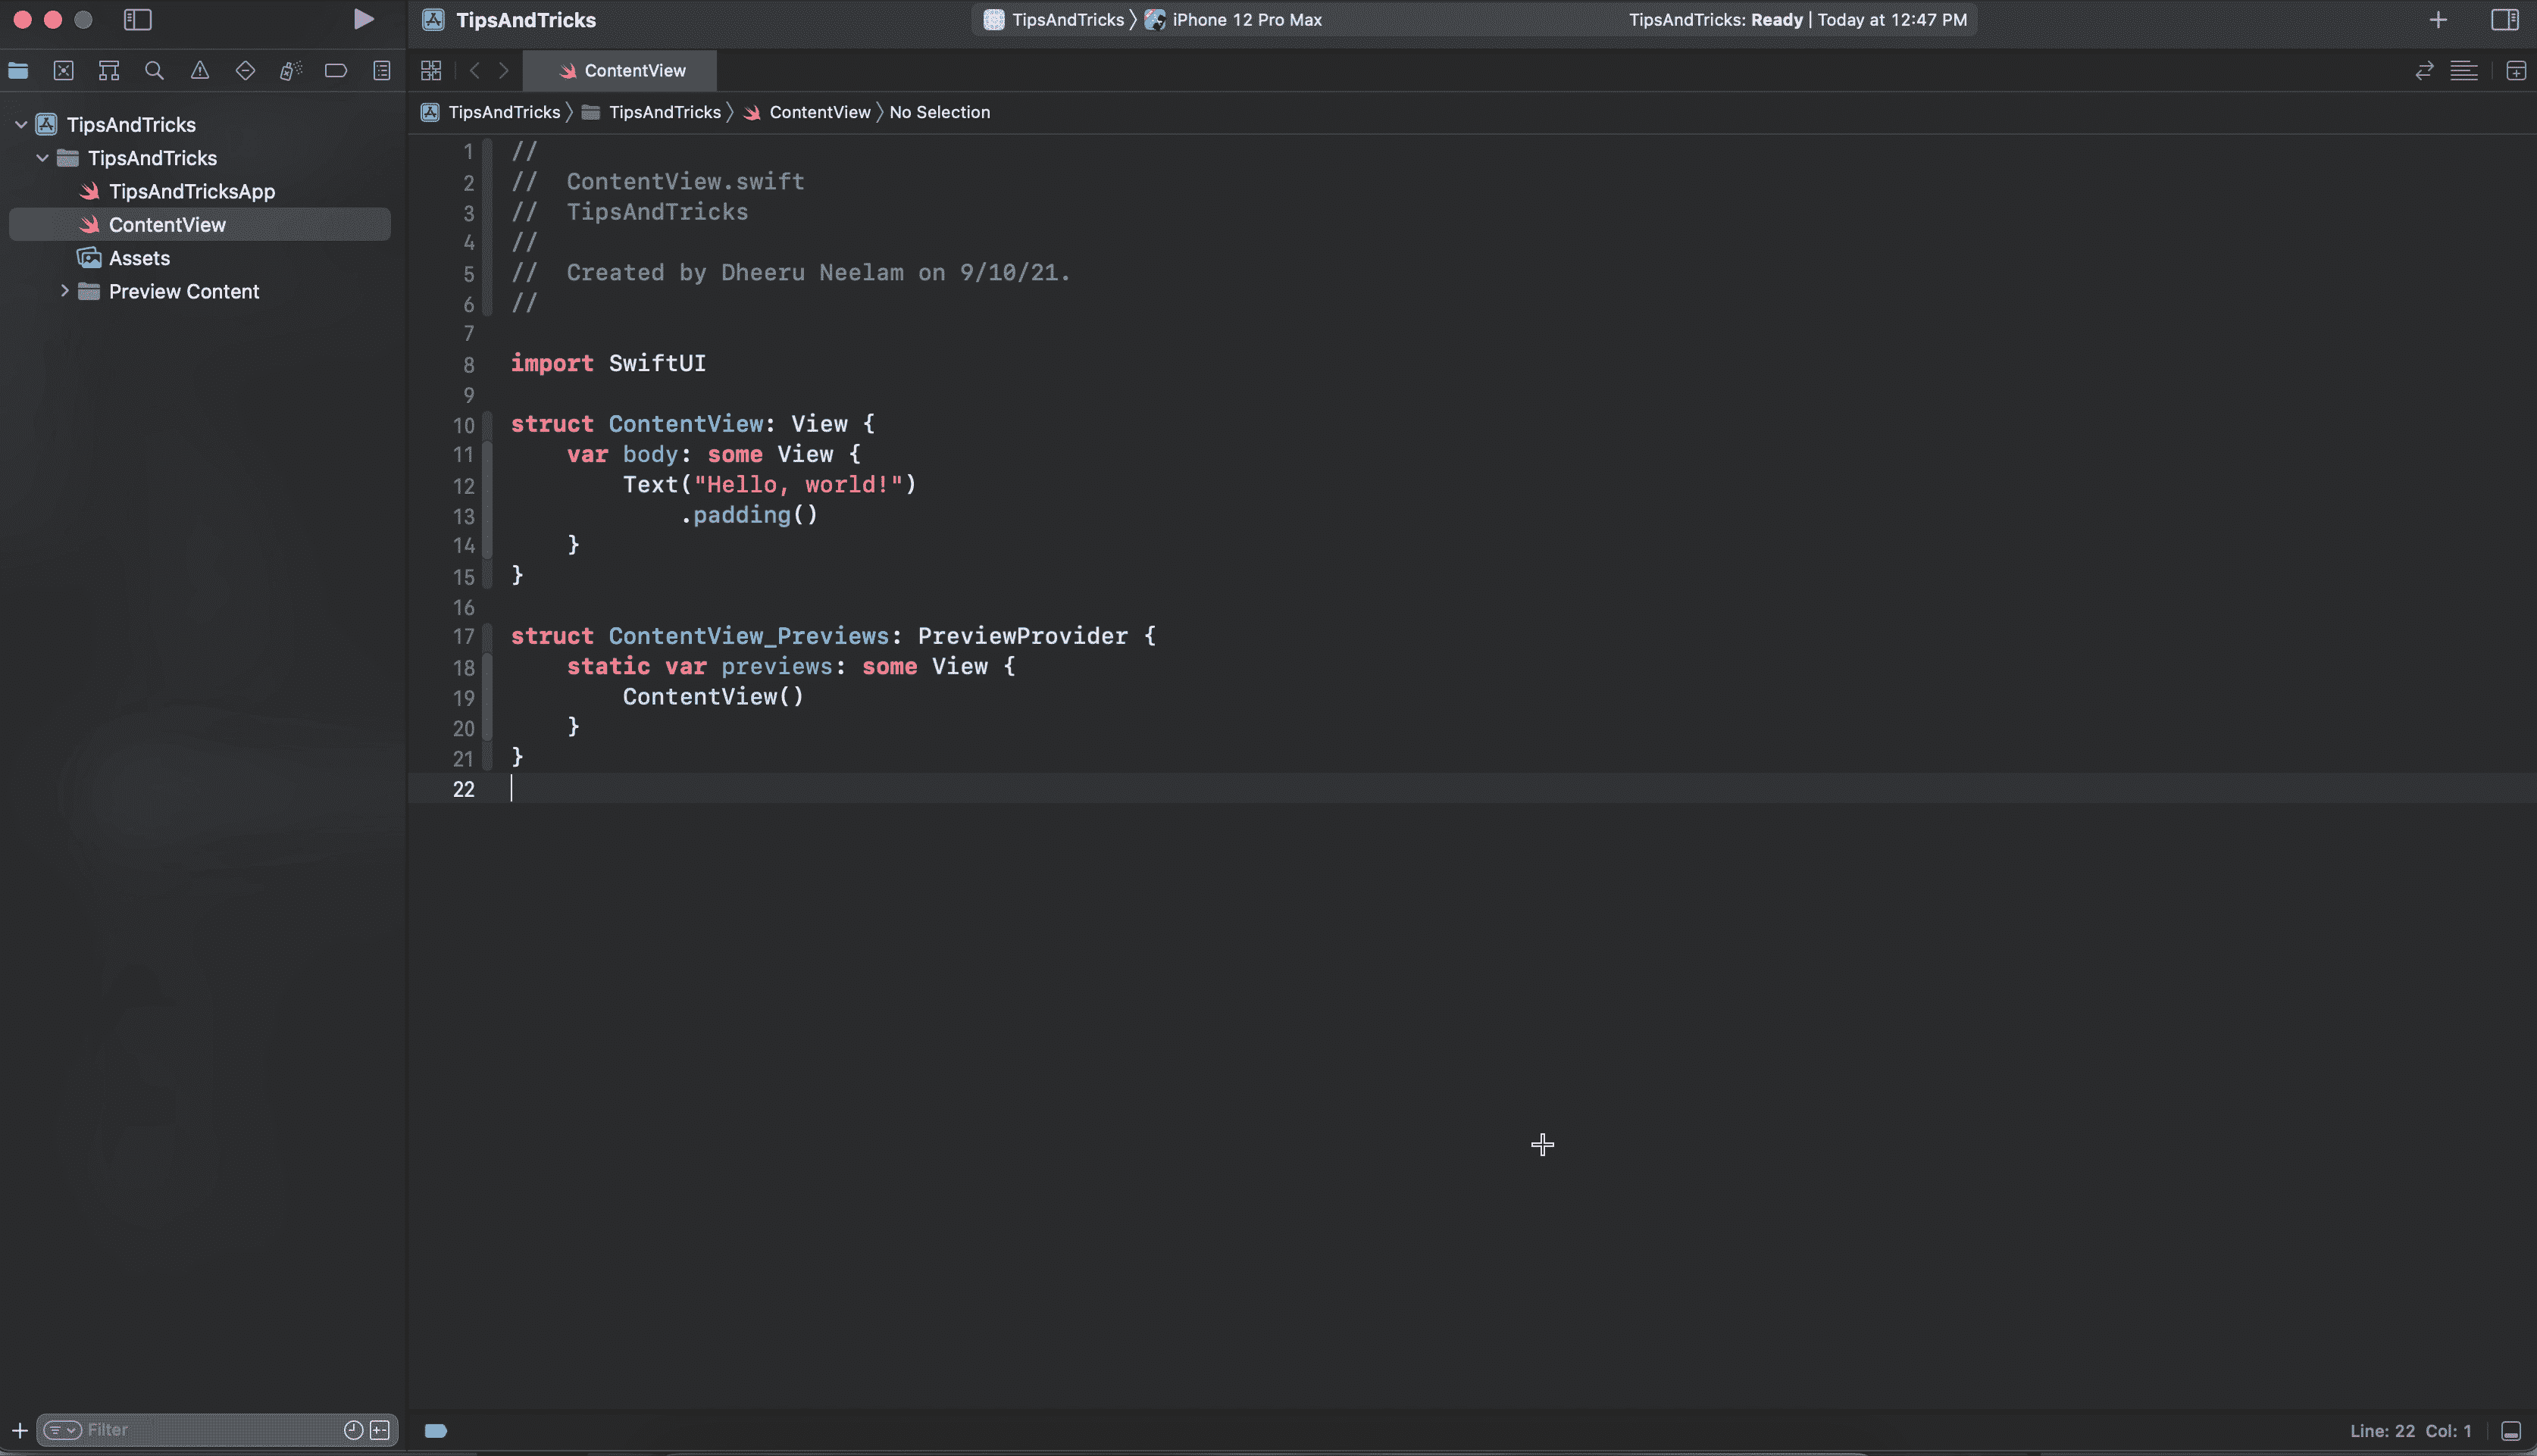 TipsAndTricks
TipsAndTricks 〉 iPhone 12 Pro Max
TipsAndTricks: Ready | Today at 12:47 PM
ContentView
TipsAndTricks 〉 TipsAndTricks 〉 ContentView 〉 No Selection
TipsAndTricks
TipsAndTricks
TipsAndTricksApp
ContentView
Assets
Preview Content
1 //
2 //  ContentView.swift
3 //  TipsAndTricks
4 //
5 //  Created by Dheeru Neelam on 9/10/21.
6 //
7
8 import SwiftUI
9
10 struct ContentView: View {
11     var body: some View {
12         Text("Hello, world!")
13             .padding()
14     }
15 }
16
17 struct ContentView_Previews: PreviewProvider {
18     static var previews: some View {
19         ContentView()
20     }
21 }
22
Filter
Line: 22  Col: 1